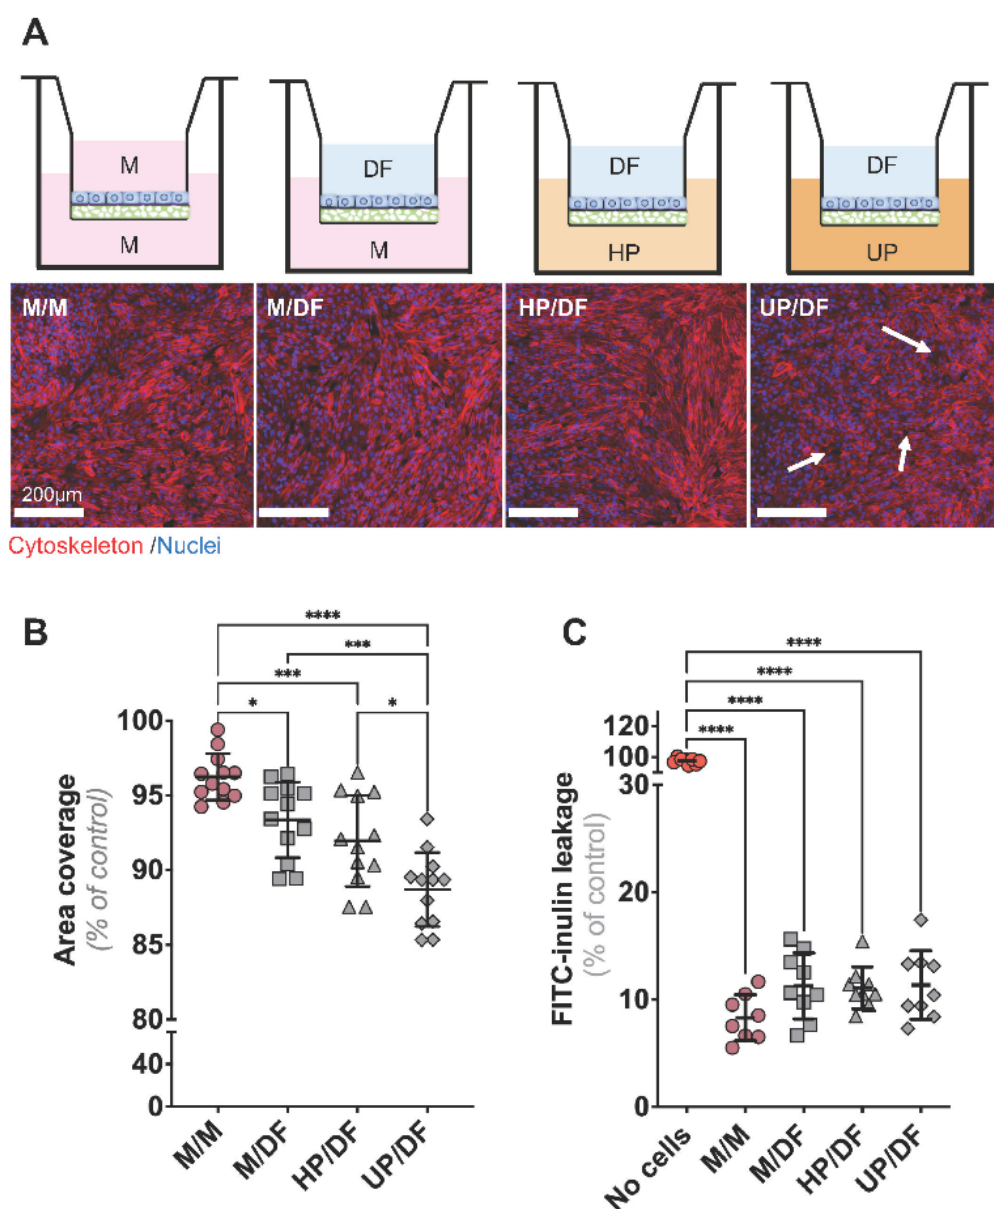 A
M
M
DF
M
DF
HP
DF
UP
M/M
M/DF
HP/DF
UP/DF
200µm
Cytoskeleton /Nuclei
B
****
***
***
*
*
Area coverage
(% of control)
100
95
90
85
80
40
0
M/M
M/DF
HP/DF
UP/DF
C
****
****
****
****
FITC-inulin leakage
(% of control)
120
100
30
20
10
0
No cells
M/M
M/DF
HP/DF
UP/DF